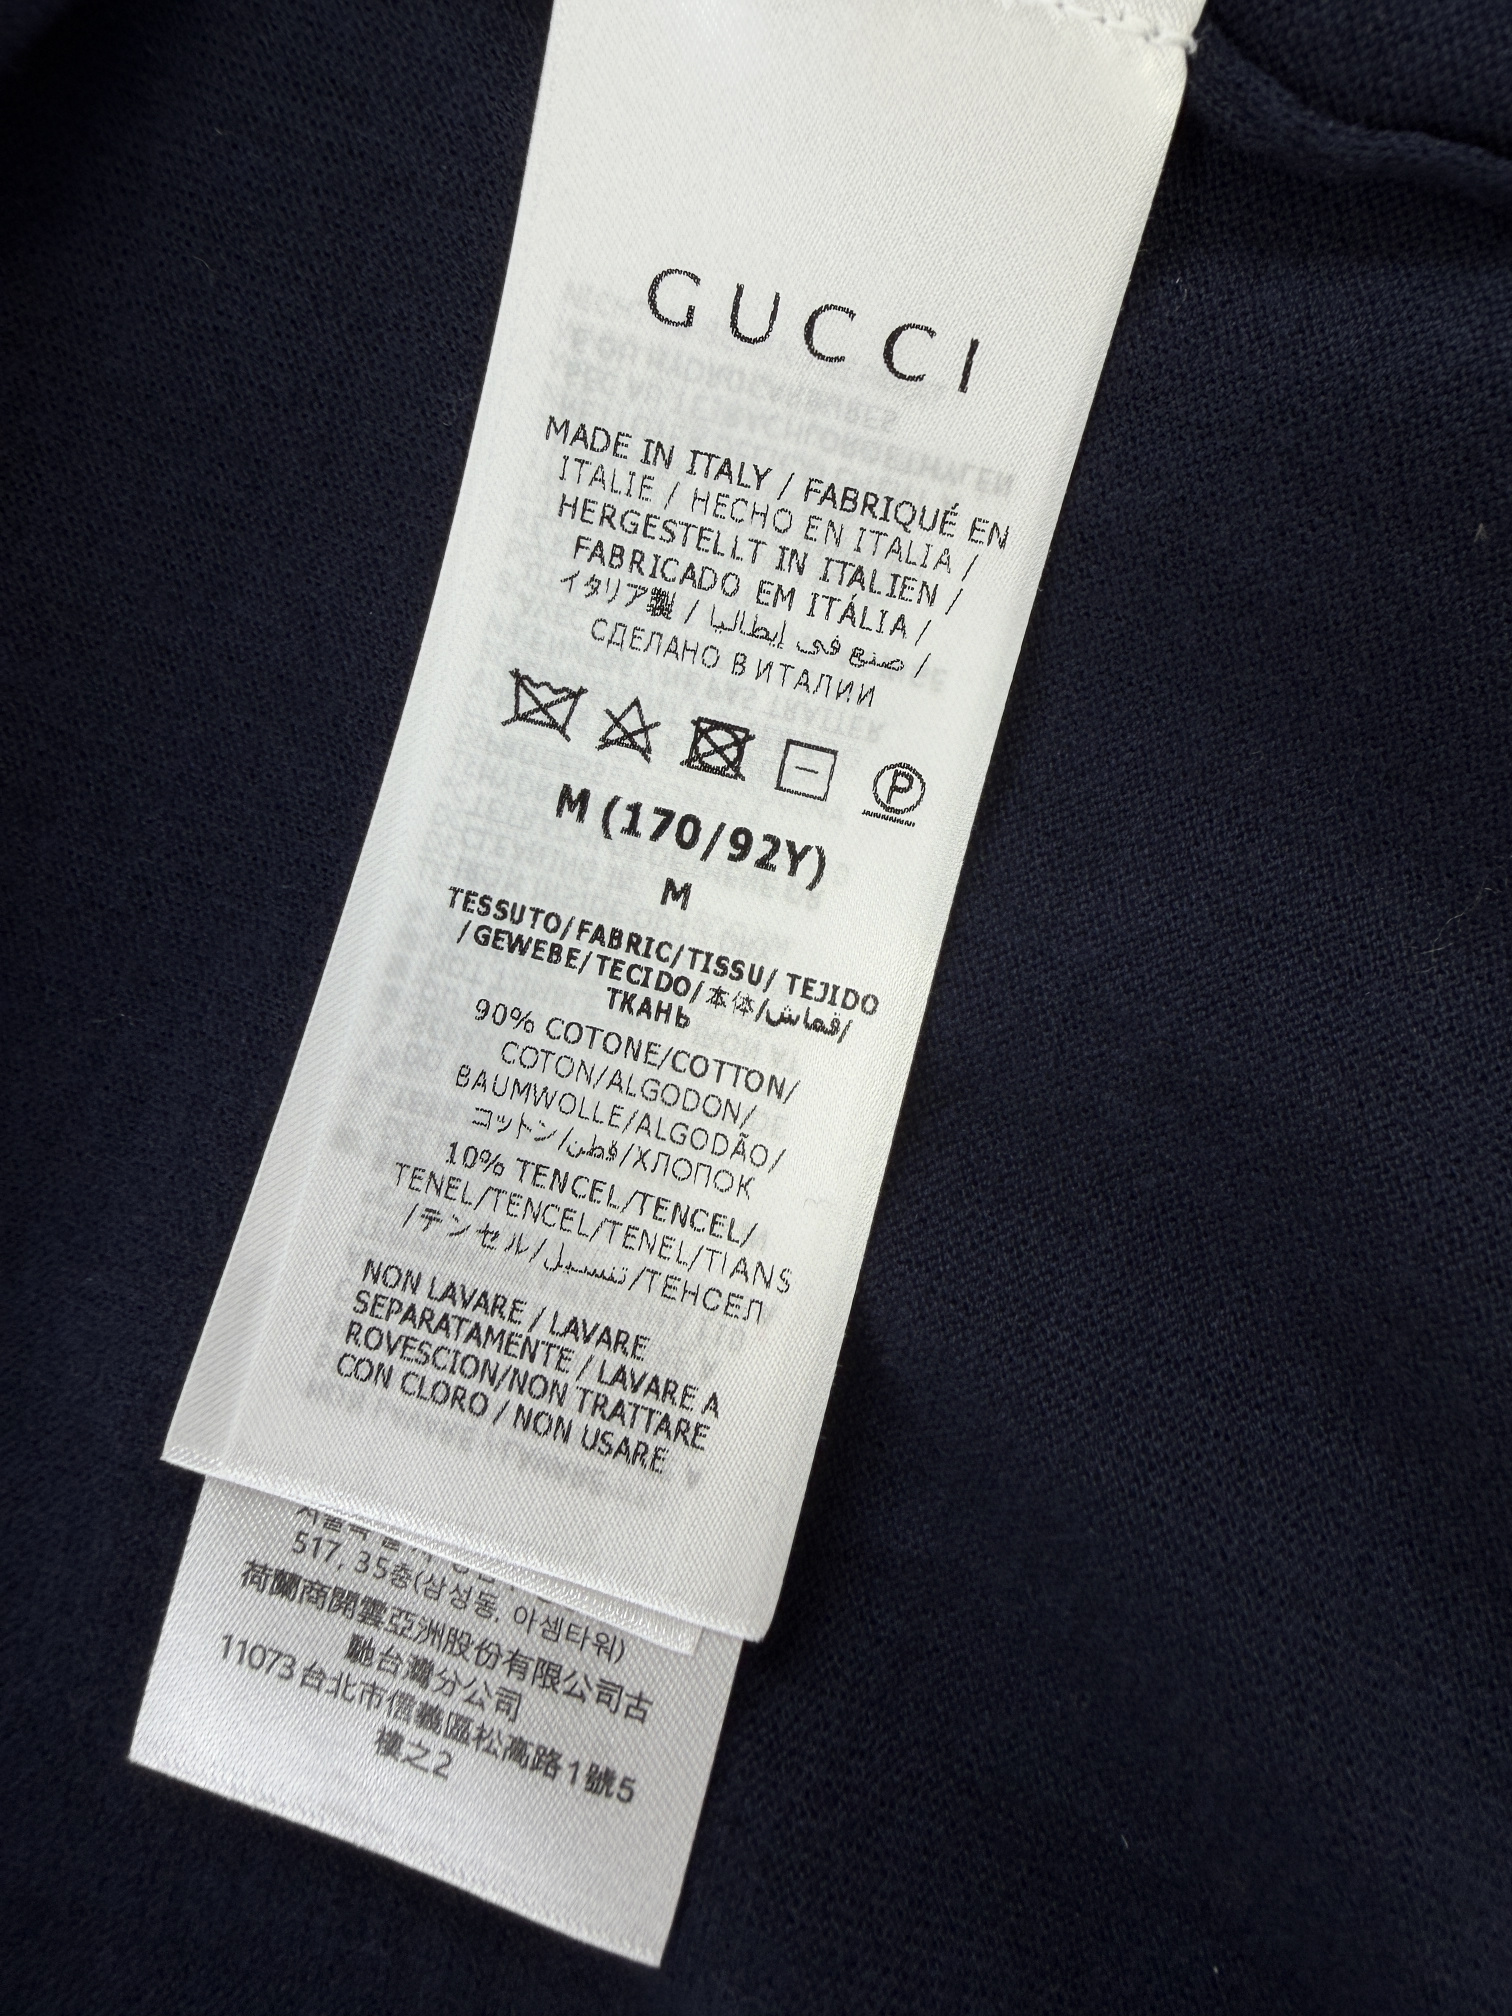 GUCCI
MADE IN ITALY / FABRIQUÉ EN
ITALIE / HECHO EN ITALIA /
HERGESTELLT IN ITALIEN /
FABRICADO EM ITÁLIA /
イタリア製 / صنع في إيطاليا /
СДЕЛАНО В ИТАЛИИ
P
M (170/92Y)
M
TESSUTO/FABRIC/TISSU/ TEJIDO
/GEWEBE/TECIDO/本体/قماش/
ТКАНЬ
90% COTONE/COTTON/
COTON/ALGODON/
BAUMWOLLE/ALGODÃO/
コットン/قطن/ХЛОПОК
10% TENCEL/TENCEL/
TENEL/TENCEL/TENEL/TIANS
/テンセル/تنسيل/ТЕНСЕЛ
NON LAVARE / LAVARE
SEPARATAMENTE / LAVARE A
ROVESCION/NON TRATTARE
CON CLORO / NON USARE
517, 35층(삼성동, 아셈타워)
荷蘭商開雲亞洲股份有限公司古
馳台灣分公司
11073台北市信義區松高路1號5
樓之2